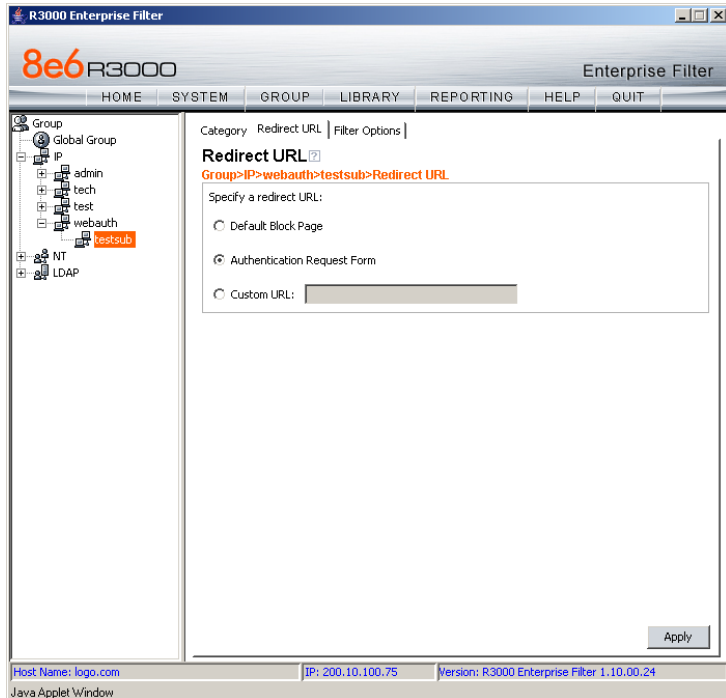 R3000 Enterprise Filter
8e6 R3000
Enterprise Filter
HOME SYSTEM GROUP LIBRARY REPORTING HELP QUIT
Group
Global Group
IP
admin
tech
test
webauth
testsub
NT
LDAP
Category Redirect URL Filter Options
Redirect URL ?
Group>IP>webauth>testsub>Redirect URL
Specify a redirect URL:
Default Block Page
Authentication Request Form
Custom URL:
Apply
Host Name: logo.com IP: 200.10.100.75 Version: R3000 Enterprise Filter 1.10.00.24
Java Applet Window